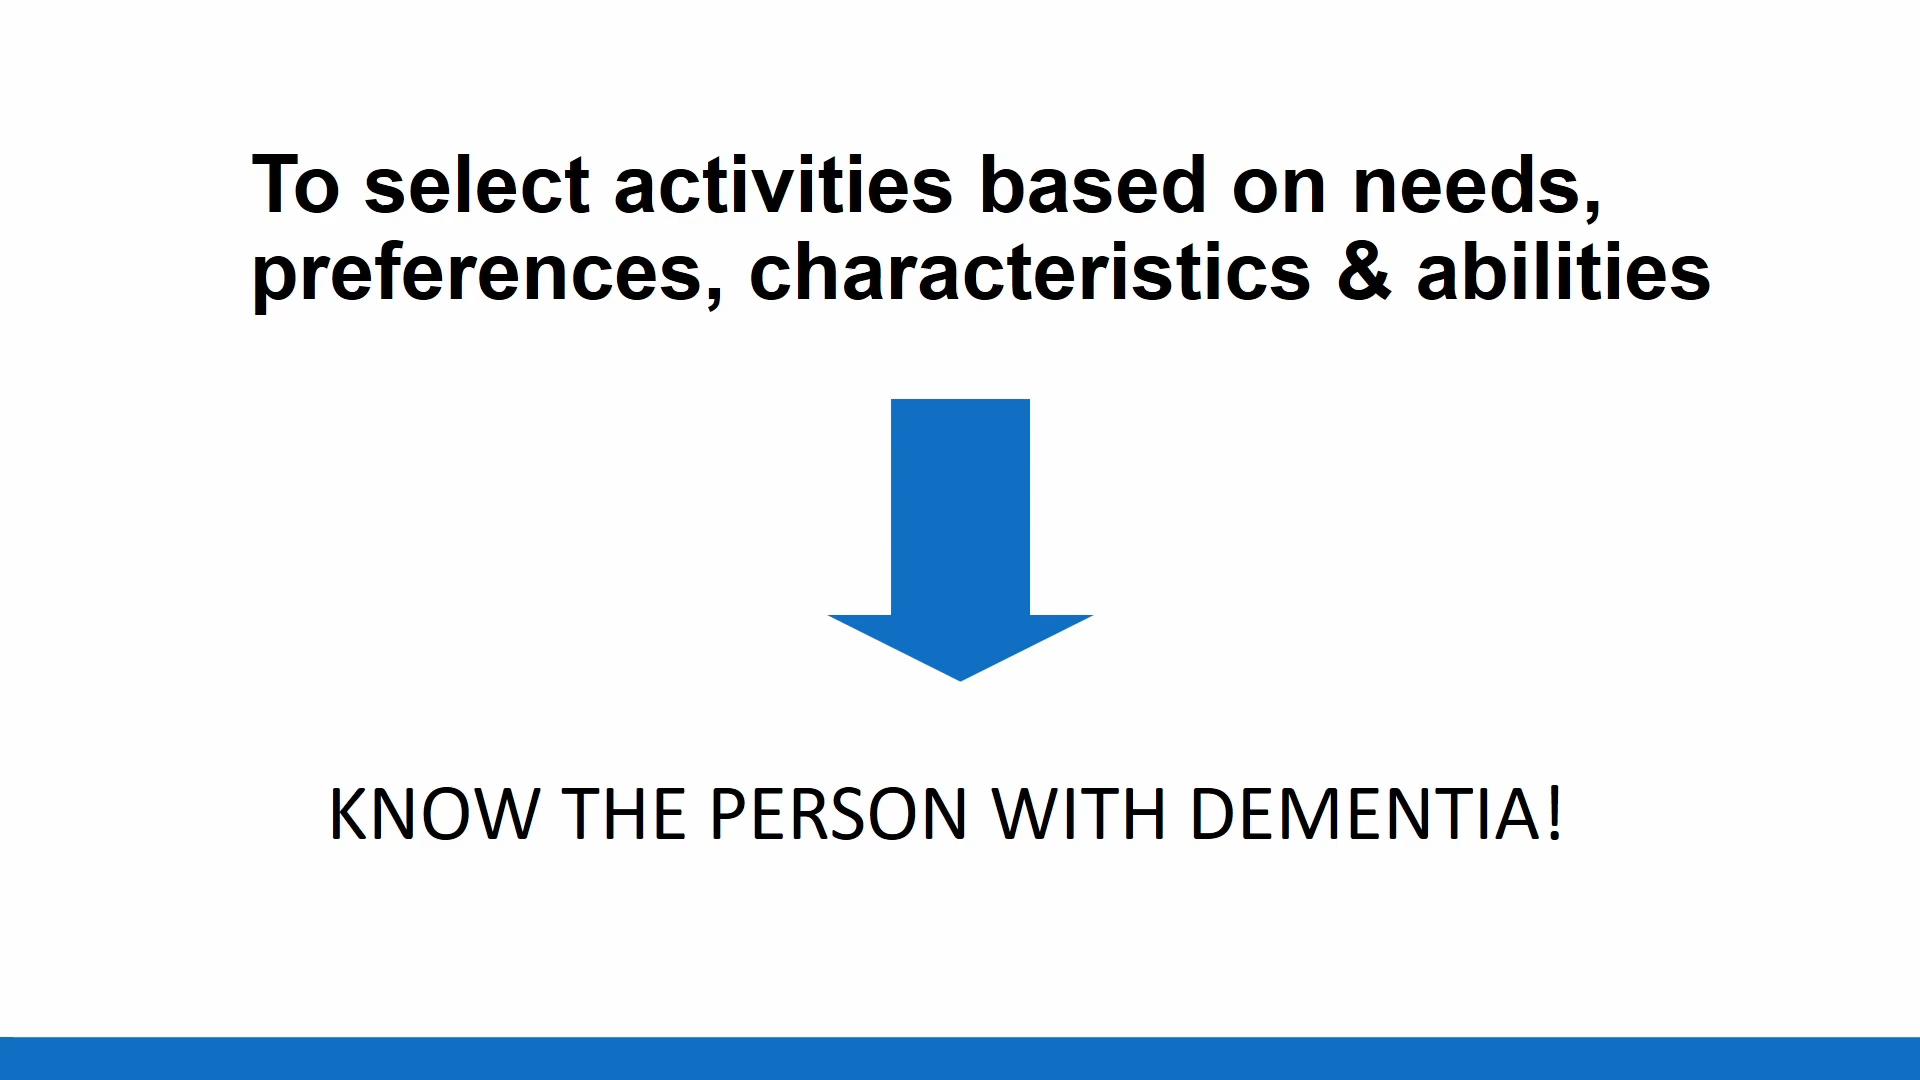 To select activities based on needs,
preferences, characteristics & abilities
KNOW THE PERSON WITH DEMENTIA!